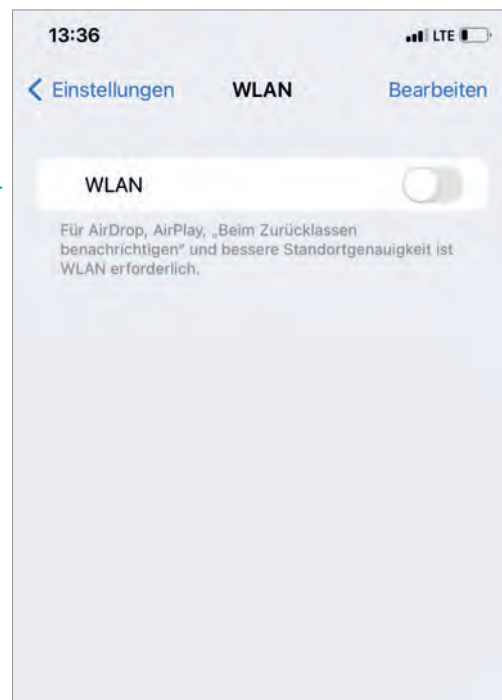 13:36 LTE
Einstellungen WLAN Bearbeiten
WLAN
Für AirDrop, AirPlay, „Beim Zurücklassen
benachrichtigen“ und bessere Standortgenauigkeit ist
WLAN erforderlich.